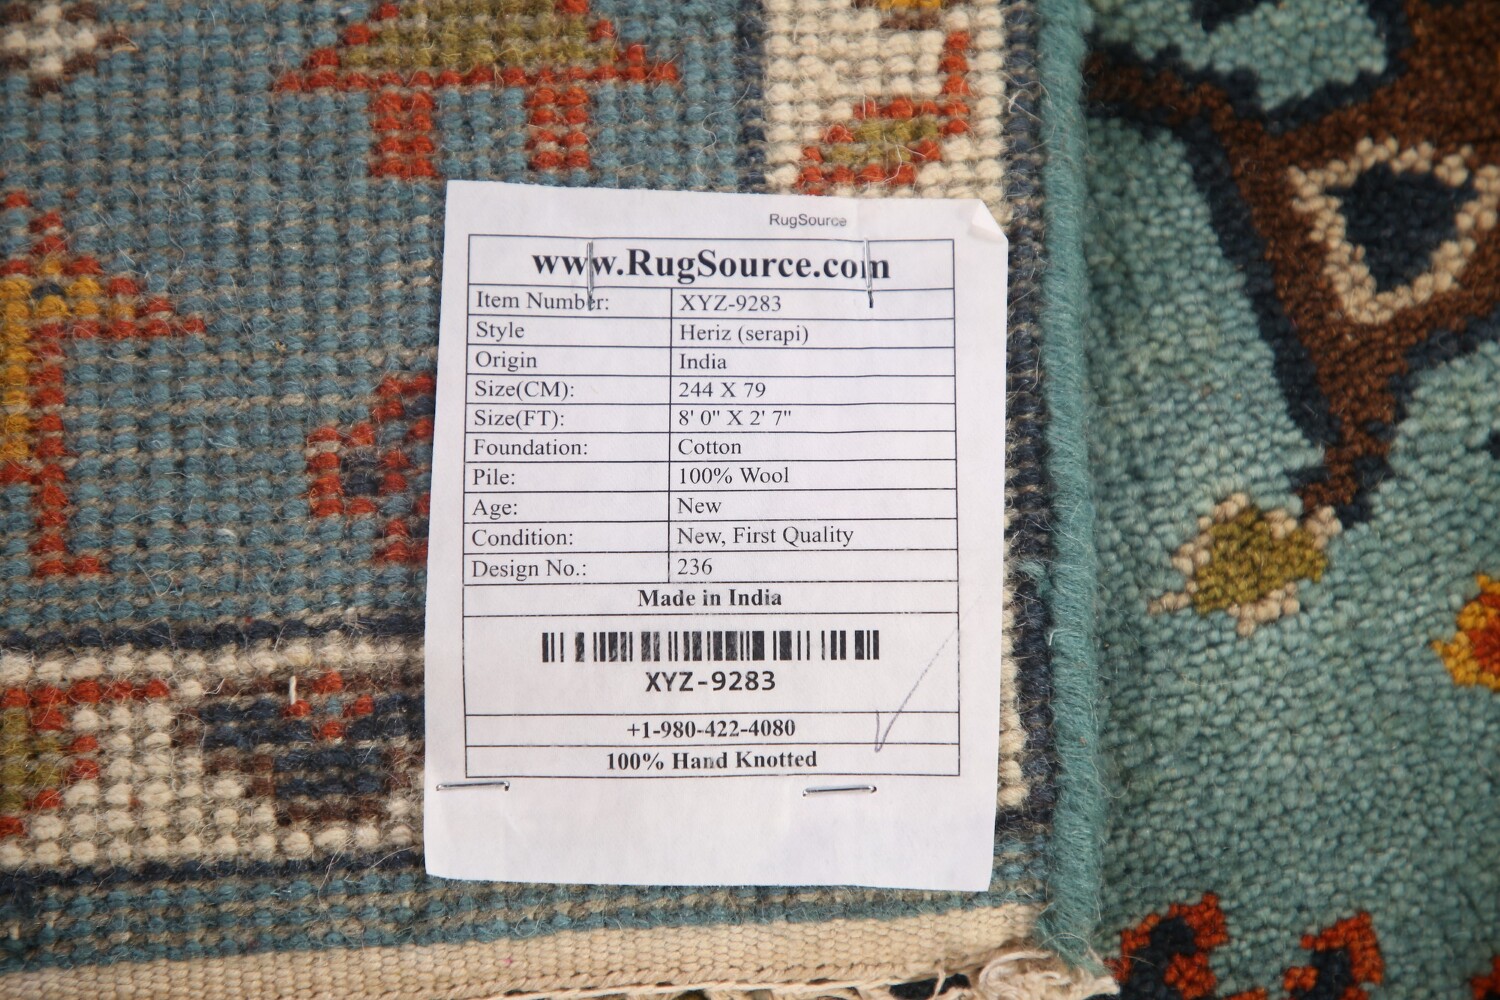 RugSource
www.RugSource.com
Item Number: XYZ-9283
Style Heriz (serapi)
Origin India
Size(CM): 244 X 79
Size(FT): 8' 0" X 2' 7"
Foundation: Cotton
Pile: 100% Wool
Age: New
Condition: New, First Quality
Design No.: 236
Made in India
XYZ-9283
+1-980-422-4080
100% Hand Knotted